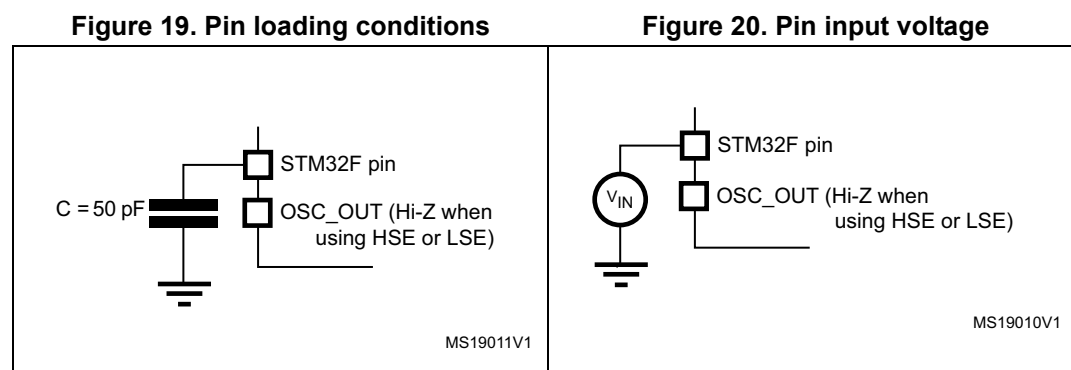 Figure 19. Pin loading conditions
Figure 20. Pin input voltage
STM32F pin
C = 50 pF
OSC_OUT (Hi-Z when
using HSE or LSE)
MS19011V1
STM32F pin
VIN
OSC_OUT (Hi-Z when
using HSE or LSE)
MS19010V1